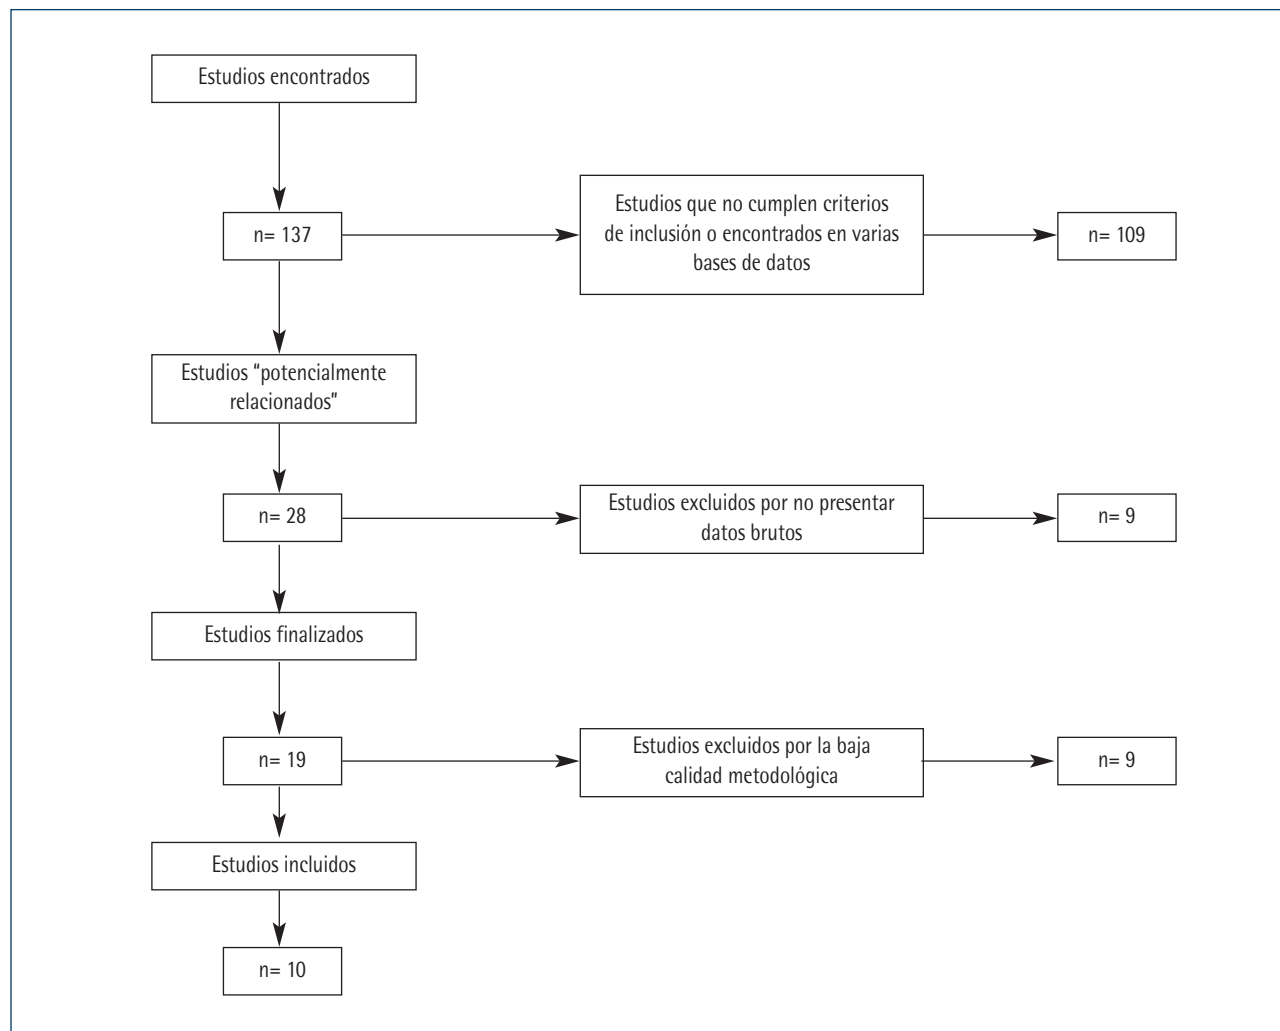 Estudios encontrados
n= 137
Estudios que no cumplen criterios
de inclusión o encontrados en varias
bases de datos
n= 109
Estudios "potencialmente
relacionados"
n= 28
Estudios excluidos por no presentar
datos brutos
n= 9
Estudios finalizados
n= 19
Estudios excluidos por la baja
calidad metodológica
n= 9
Estudios incluidos
n= 10